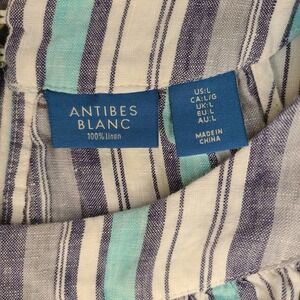 ANTIBES
BLANC
100% linen
US:L
CA:L/G
UK:L
EU:L
AU:L
MADE IN
CHINA